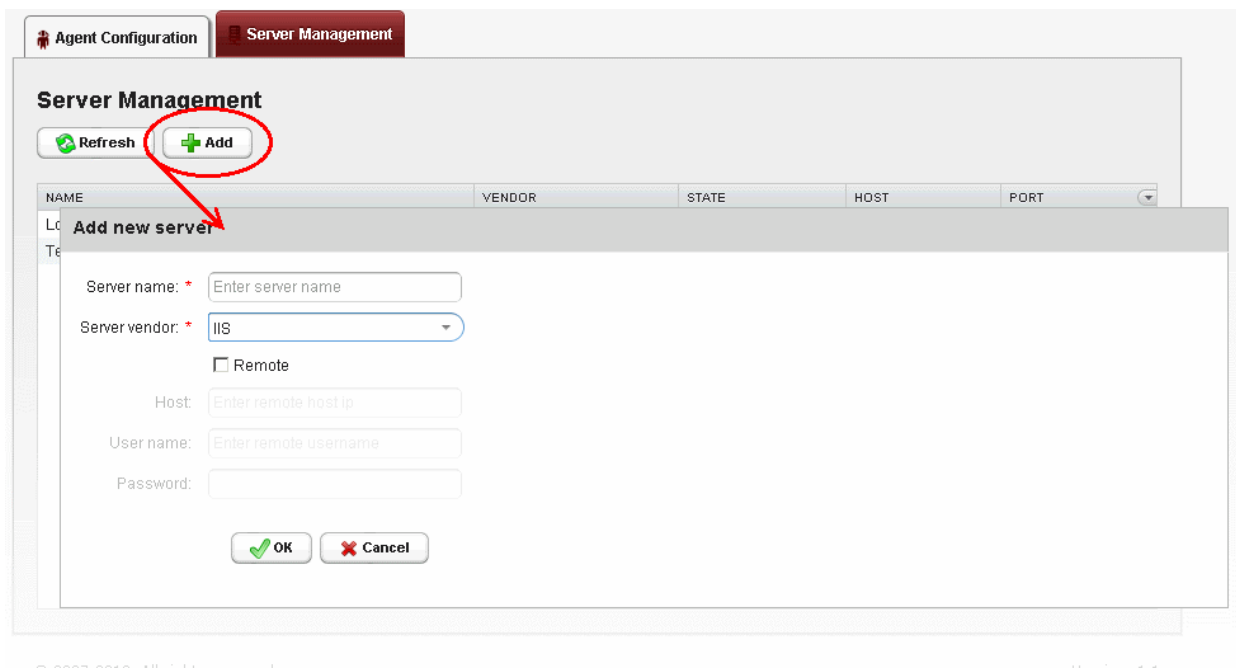 Agent Configuration
Server Management
Server Management
Refresh
Add
NAME VENDOR STATE HOST PORT
Lo
Add new server
Te
Server name: * Enter server name
Server vendor: * IIS
Remote
Host: Enter remote host ip
User name: Enter remote username
Password:
OK
Cancel